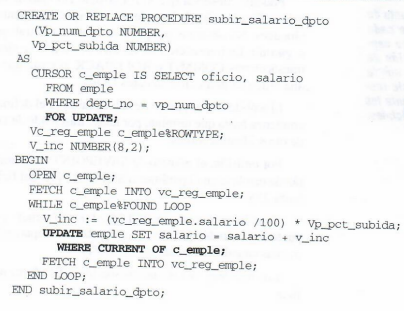 CREATE OR REPLACE PROCEDURE subir_salario_dpto
(Vp_num_dpto NUMBER,
Vp_pct_subida NUMBER)
AS
CURSOR c_emple IS SELECT oficio, salario
FROM emple
WHERE dept_no = vp_num_dpto
FOR UPDATE;
Vc_reg_emple c_emple%ROWTYPE;
V_inc NUMBER(8,2);
BEGIN
OPEN c_emple;
FETCH c_emple INTO vc_reg_emple;
WHILE c_emple%FOUND LOOP
V_inc := (vc_reg_emple.salario /100) * Vp_pct_subida;
UPDATE emple SET salario = salario + v_inc
WHERE CURRENT OF c_emple;
FETCH c_emple INTO vc_reg_emple;
END LOOP;
END subir_salario_dpto;